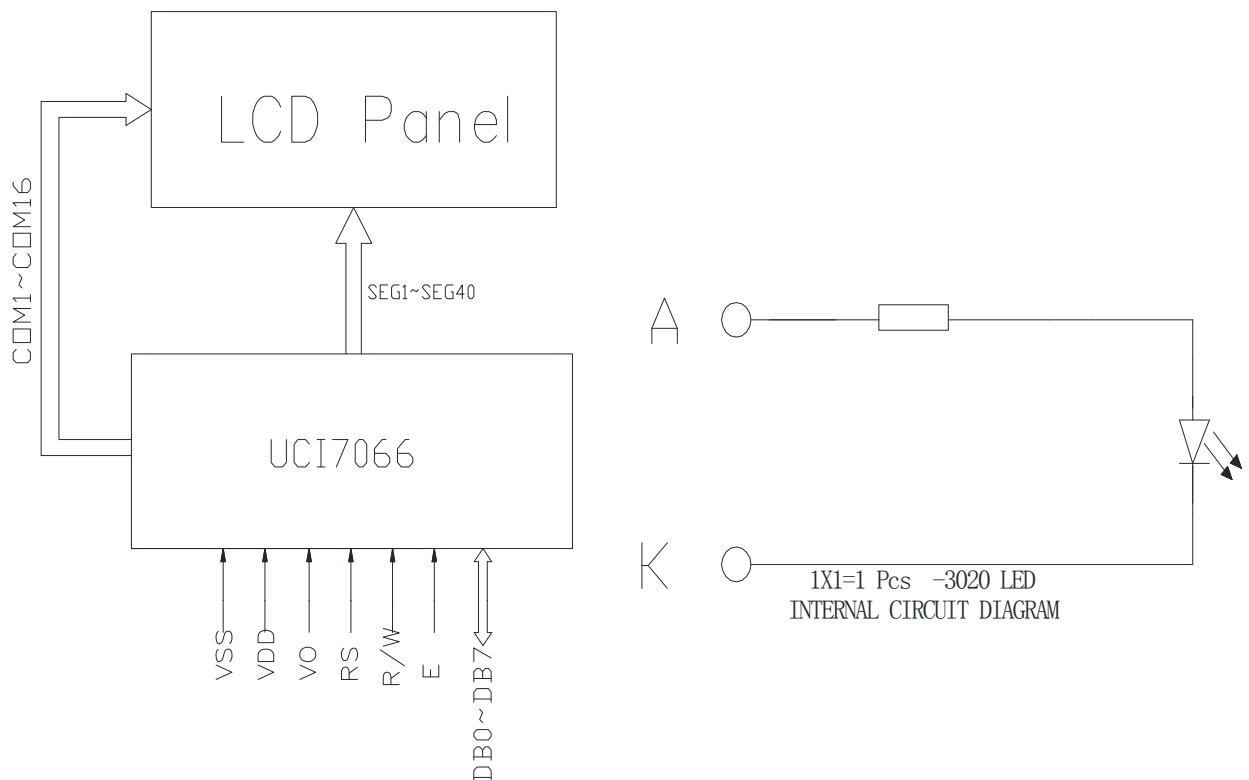 LCD Panel
COM1~COM16
SEG1~SEG40
UCI7066
VSS
VDD
VO
RS
R/W
E
DB0~DB7
A
K
1X1=1 Pcs -3020 LED
INTERNAL CIRCUIT DIAGRAM